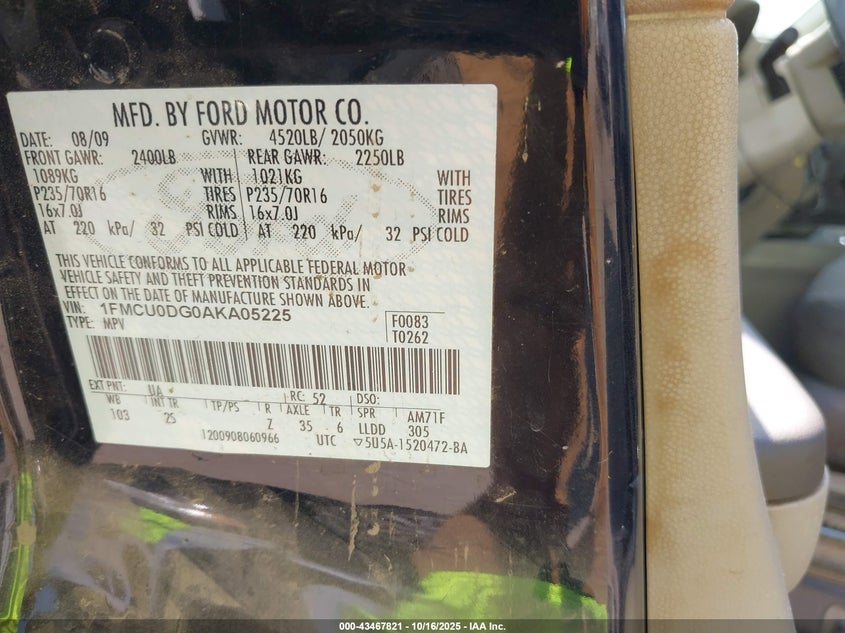 MFD. BY FORD MOTOR CO.
DATE: 08/09 GVWR: 4520LB/ 2050KG
FRONT GAWR: 2400LB REAR GAWR: 2250LB
1089KG WITH 1021KG WITH
P235/70R16 TIRES P235/70R16 TIRES
16x7.0J RIMS 16x7.0J RIMS
AT 220 kPa/ 32 PSI COLD AT 220 kPa/ 32 PSI COLD
THIS VEHICLE CONFORMS TO ALL APPLICABLE FEDERAL MOTOR
VEHICLE SAFETY AND THEFT PREVENTION STANDARDS IN
EFFECT ON THE DATE OF MANUFACTURE SHOWN ABOVE.
VIN: 1FMCU0DG0AKA05225 F0083
TYPE: MPV T0262
EXT PNT: UA RC: 52 DSO:
WB INT TR TP/PS R AXLE TR SPR AM71F
103 25 Z 35 6 LLDD 305
1200908060966 UTC ▽5U5A-1520472-BA
000-43467821 - 10/16/2025 - IAA Inc.